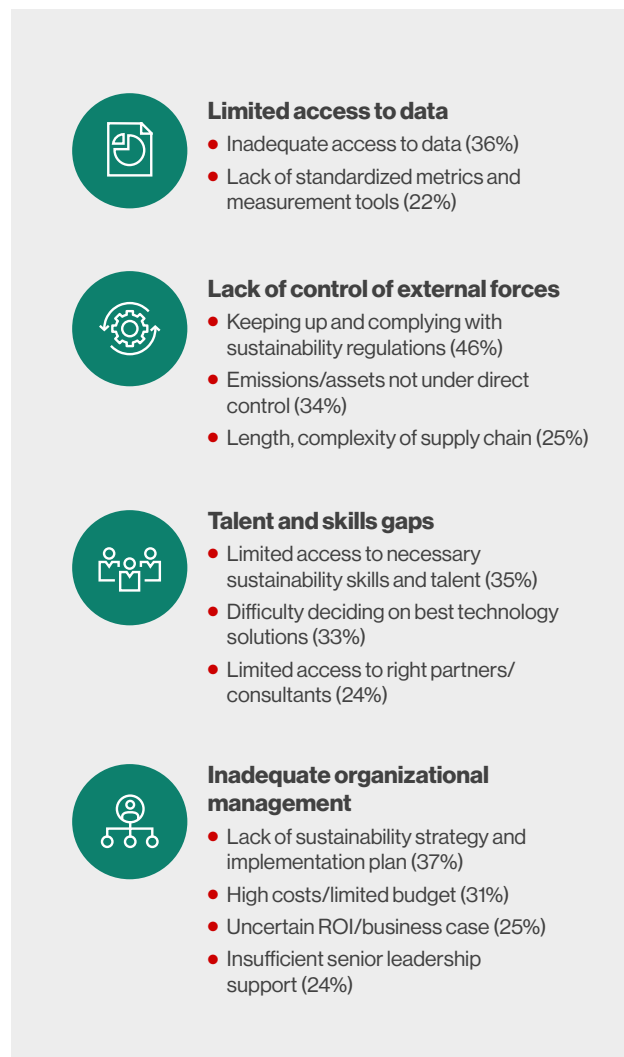 Limited access to data
• Inadequate access to data (36%)
• Lack of standardized metrics and
measurement tools (22%)
Lack of control of external forces
• Keeping up and complying with
sustainability regulations (46%)
• Emissions/assets not under direct
control (34%)
• Length, complexity of supply chain (25%)
Talent and skills gaps
• Limited access to necessary
sustainability skills and talent (35%)
• Difficulty deciding on best technology
solutions (33%)
• Limited access to right partners/
consultants (24%)
Inadequate organizational
management
• Lack of sustainability strategy and
implementation plan (37%)
• High costs/limited budget (31%)
• Uncertain ROI/business case (25%)
• Insufficient senior leadership
support (24%)